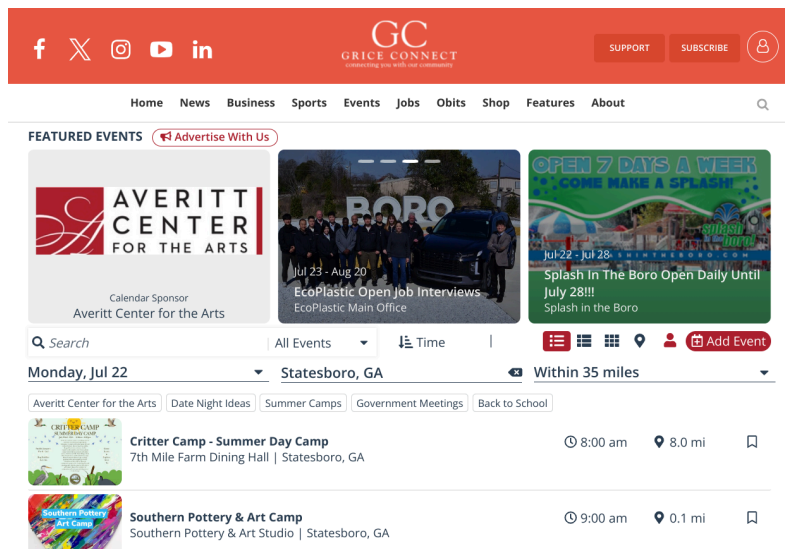 GC
GRICE CONNECT
connecting you with our community
SUPPORT
SUBSCRIBE
Home News Business Sports Events Jobs Obits Shop Features About
FEATURED EVENTS
Advertise With Us
AVERITT
CENTER
FOR THE ARTS
Calendar Sponsor
Averitt Center for the Arts
BORO
Jul 23 - Aug 20
EcoPlastic Open Job Interviews
EcoPlastic Main Office
OPEN 7 DAYS A WEEK
COME MAKE A SPLASH!
splash
boro!
Jul 22 - Jul 28
Splash In The Boro Open Daily Until
July 28!!!
Splash in the Boro
Search
All Events
Time
Add Event
Monday, Jul 22
Statesboro, GA
Within 35 miles
Averitt Center for the Arts
Date Night Ideas
Summer Camps
Government Meetings
Back to School
CRITTER CAMP
SUMMER DAY CAMP
Critter Camp - Summer Day Camp
7th Mile Farm Dining Hall | Statesboro, GA
8:00 am
8.0 mi
Southern Pottery
Art Camp
Southern Pottery & Art Camp
Southern Pottery & Art Studio | Statesboro, GA
9:00 am
0.1 mi